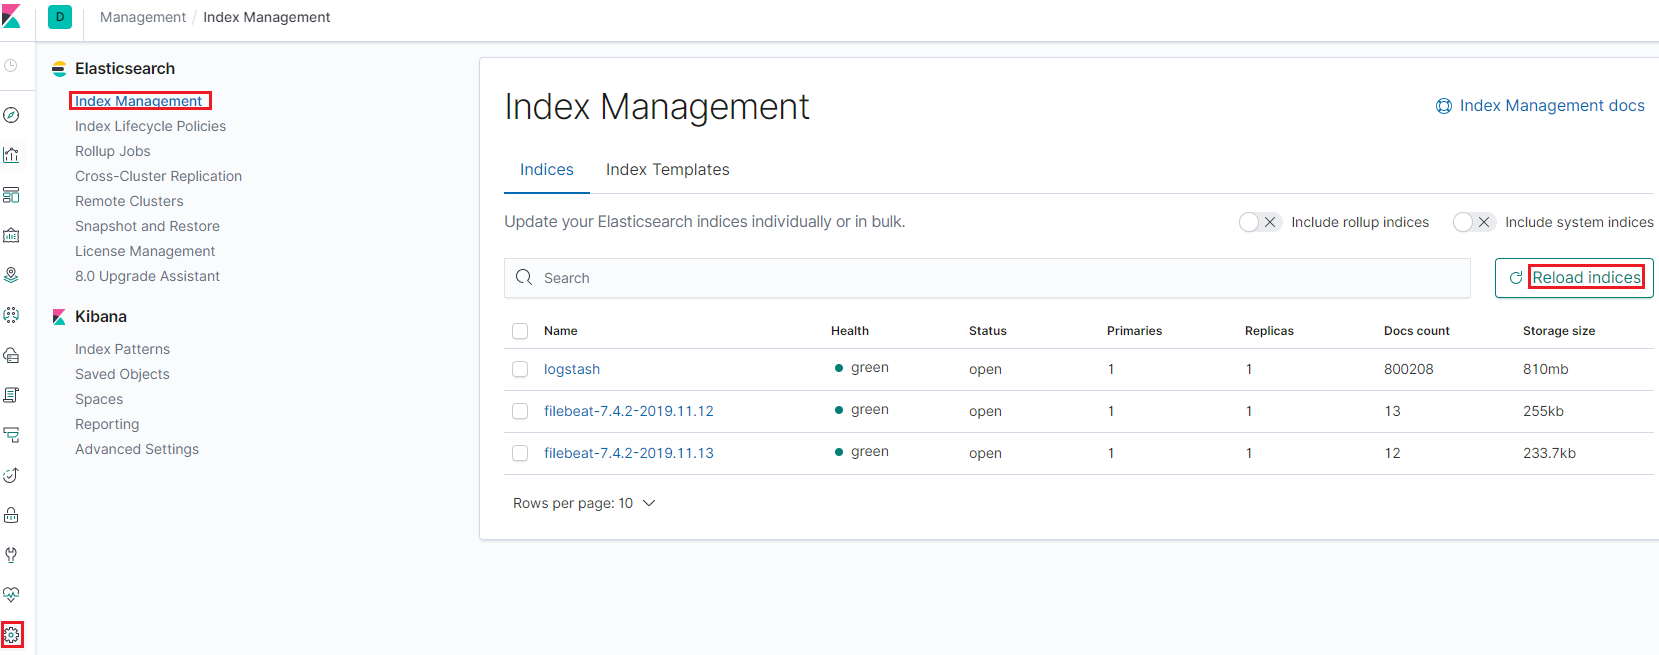 D Management / Index Management
Elasticsearch
Index Management
Index Lifecycle Policies
Rollup Jobs
Cross-Cluster Replication
Remote Clusters
Snapshot and Restore
License Management
8.0 Upgrade Assistant
Kibana
Index Patterns
Saved Objects
Spaces
Reporting
Advanced Settings
Index Management
Index Management docs
Indices Index Templates
Update your Elasticsearch indices individually or in bulk.
Include rollup indices Include system indices
Search
Reload indices
Name Health Status Primaries Replicas Docs count Storage size
logstash green open 1 1 800208 810mb
filebeat-7.4.2-2019.11.12 green open 1 1 13 255kb
filebeat-7.4.2-2019.11.13 green open 1 1 12 233.7kb
Rows per page: 10